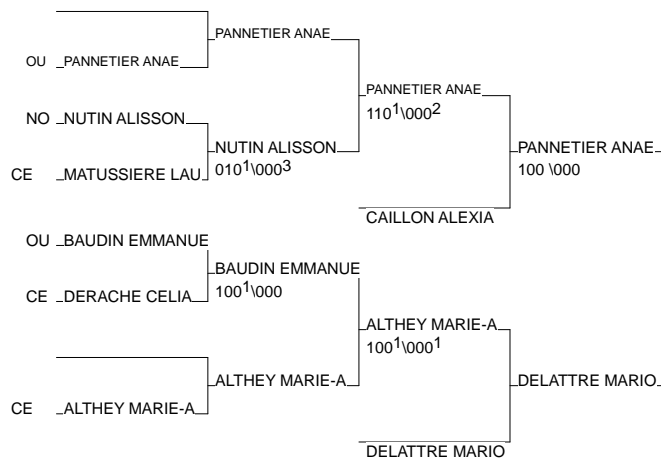 PANNETIER ANAE
OU PANNETIER ANAE
PANNETIER ANAE
110¹\000²
NO NUTIN ALISSON
NUTIN ALISSON
010¹\000³
PANNETIER ANAE
100 \000
CE MATUSSIERE LAU
CAILLON ALEXIA
OU BAUDIN EMMANUE
BAUDIN EMMANUE
100¹\000
CE DERACHE CELIA
ALTHEY MARIE-A
100¹\000¹
ALTHEY MARIE-A
DELATTRE MARIO
CE ALTHEY MARIE-A
DELATTRE MARIO